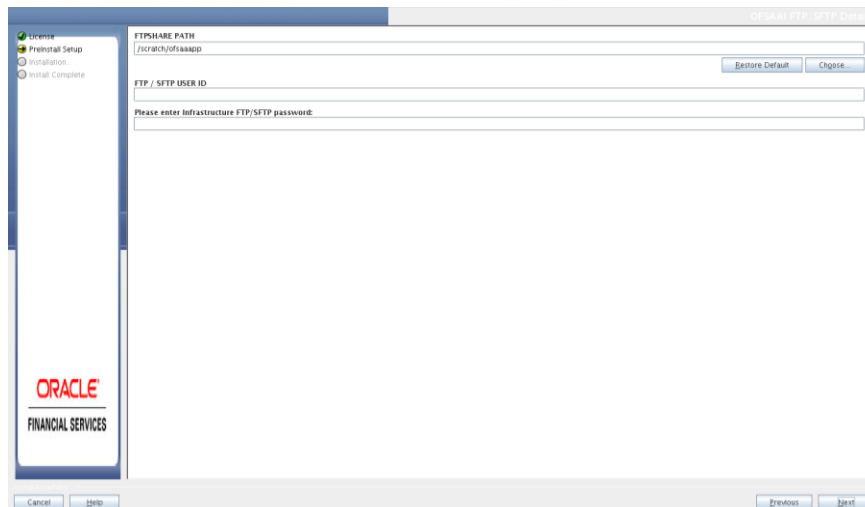 OFSAAI FTP/SFTP Deta
License
Preinstall Setup
Installation...
Install Complete
FTPSHARE PATH
/scratch/ofsaaapp
Restore Default
Choose...
FTP / SFTP USER ID
Please enter Infrastructure FTP/SFTP password:
ORACLE
FINANCIAL SERVICES
Cancel
Help
Previous
Next